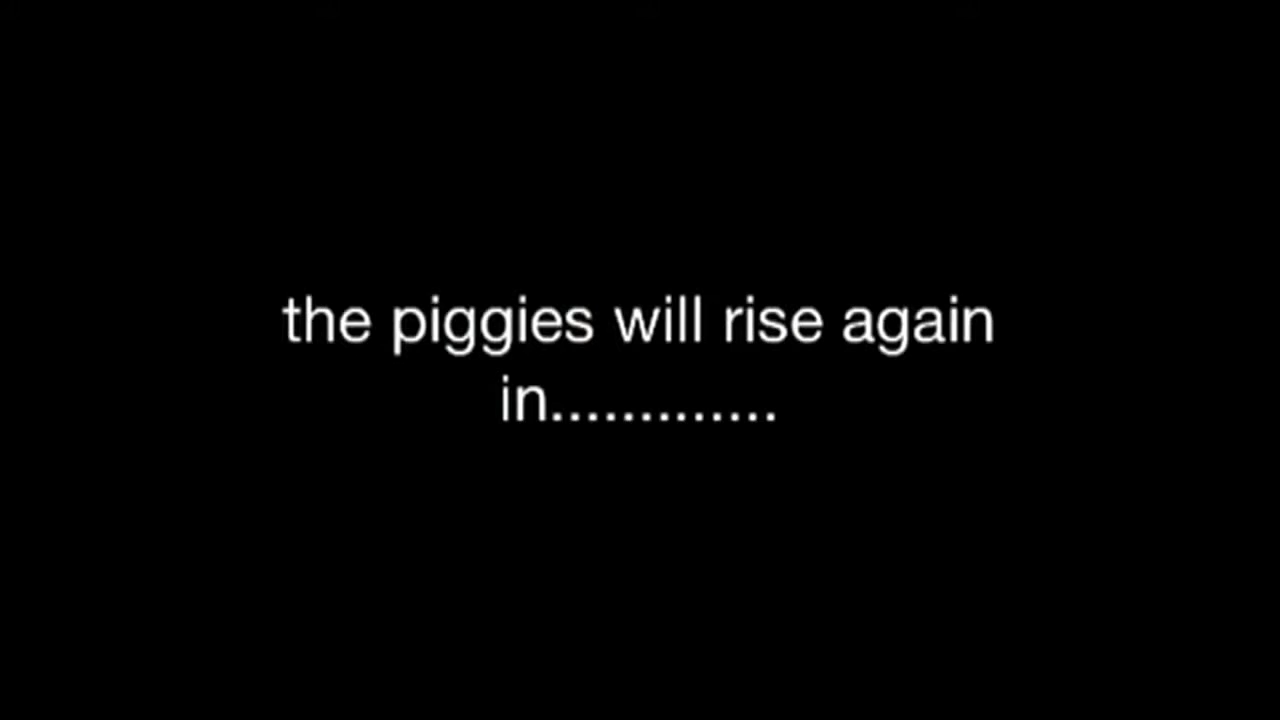 the piggies will rise again
in.............